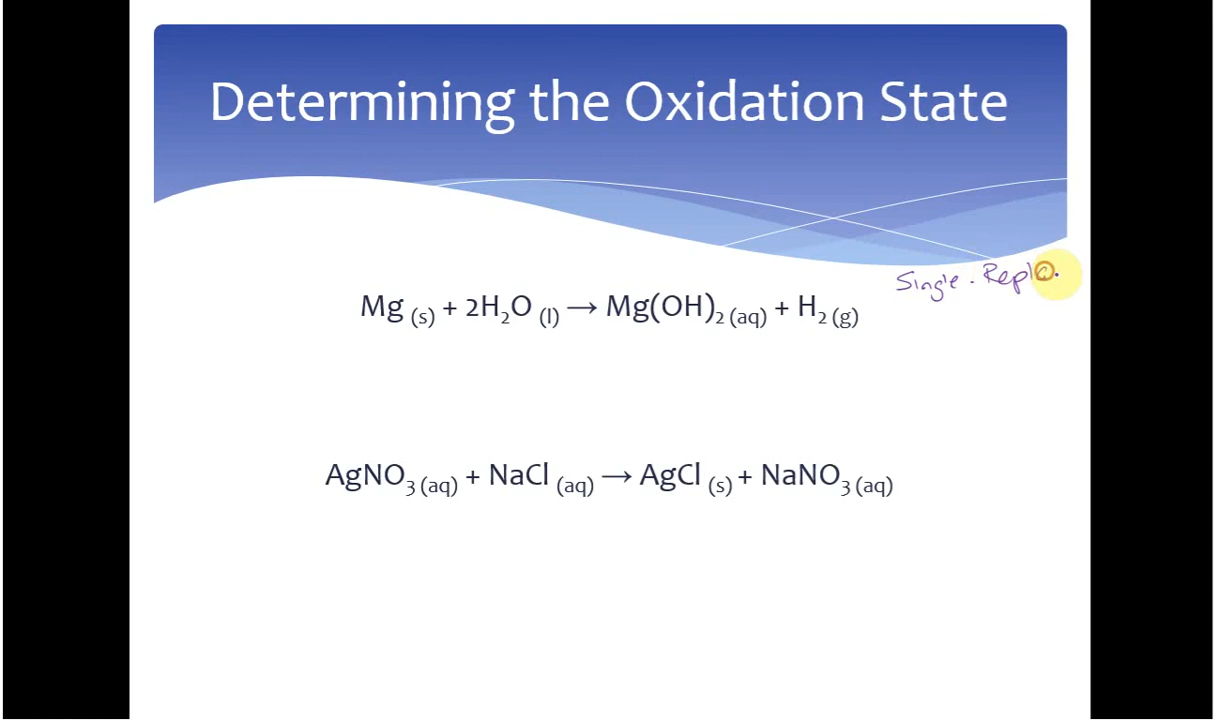 Determining the Oxidation State
Single. Repla.
Mg (s) + 2H₂O (l) → Mg(OH)₂ (aq) + H₂ (g)
AgNO₃ (aq) + NaCl (aq) → AgCl (s) + NaNO₃ (aq)